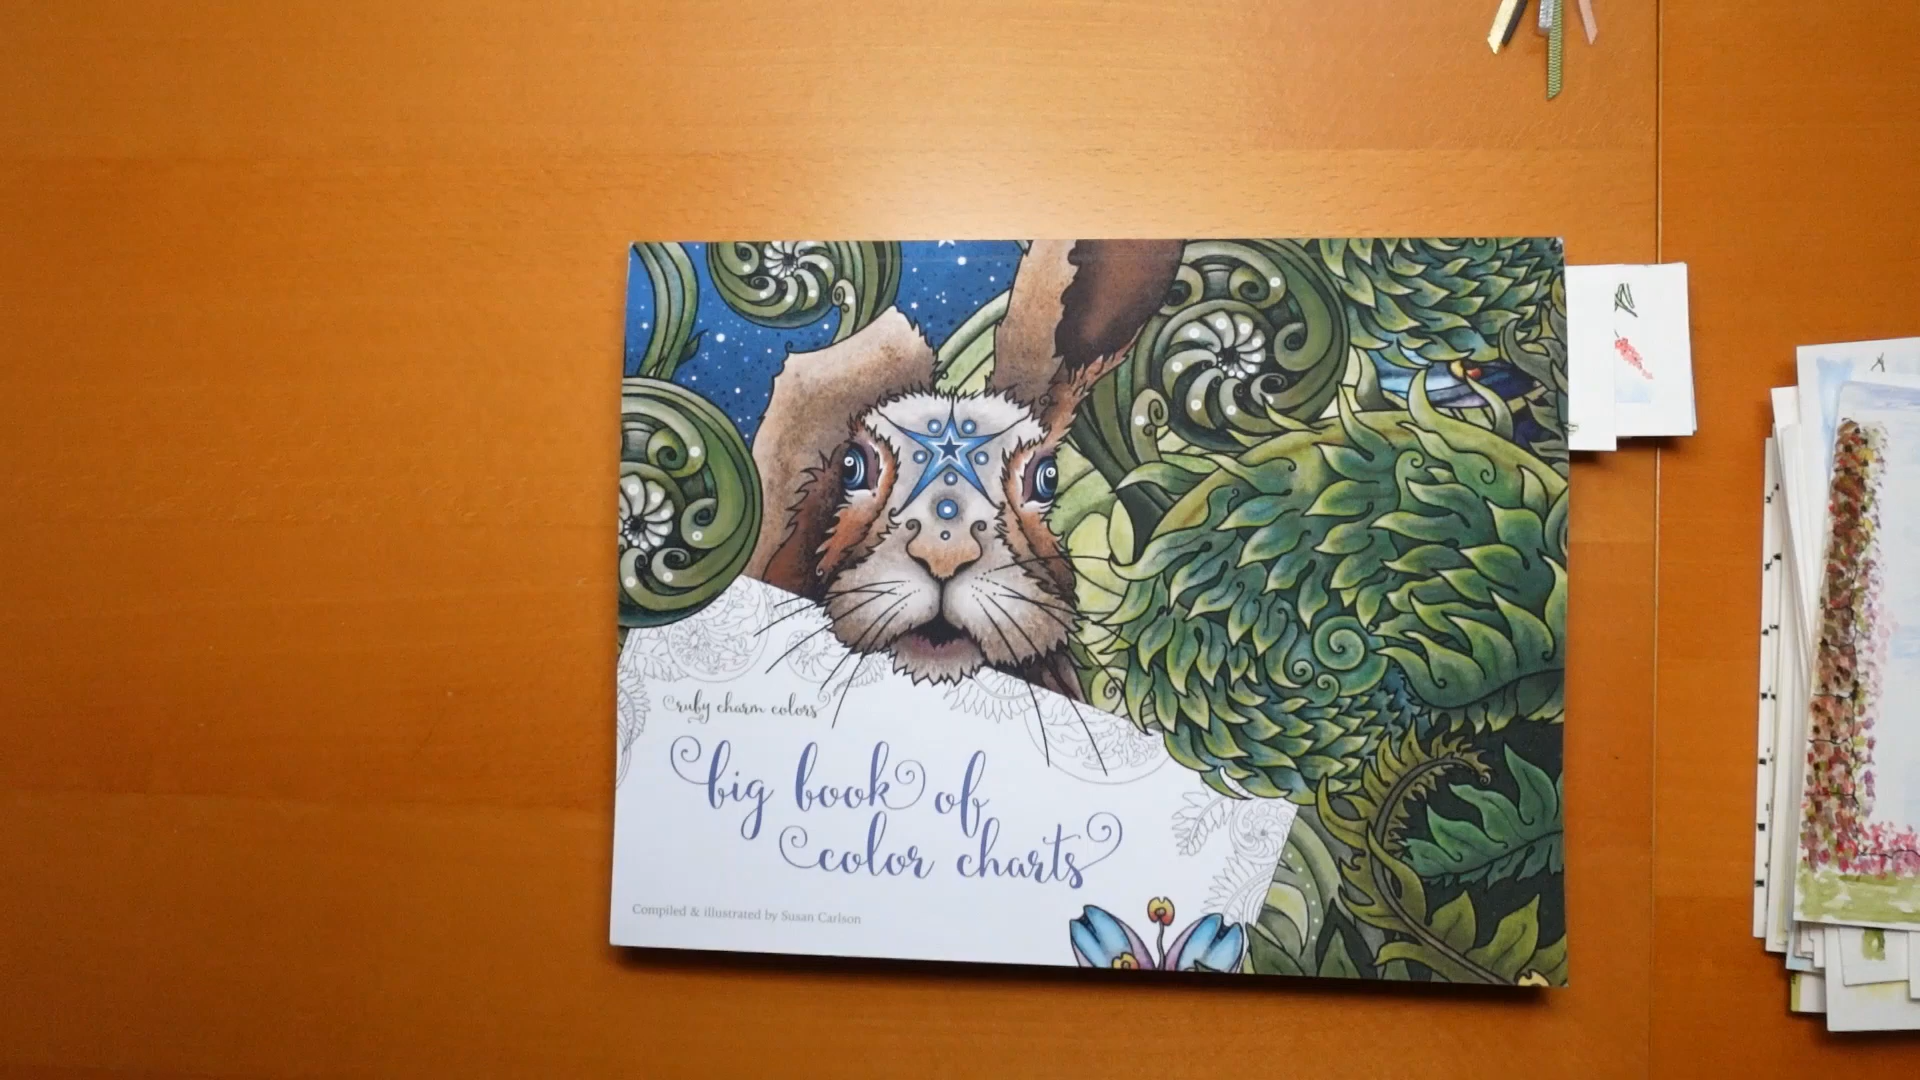 ruby charm colors
big book of
color charts
Compiled & illustrated by Susan Carlson